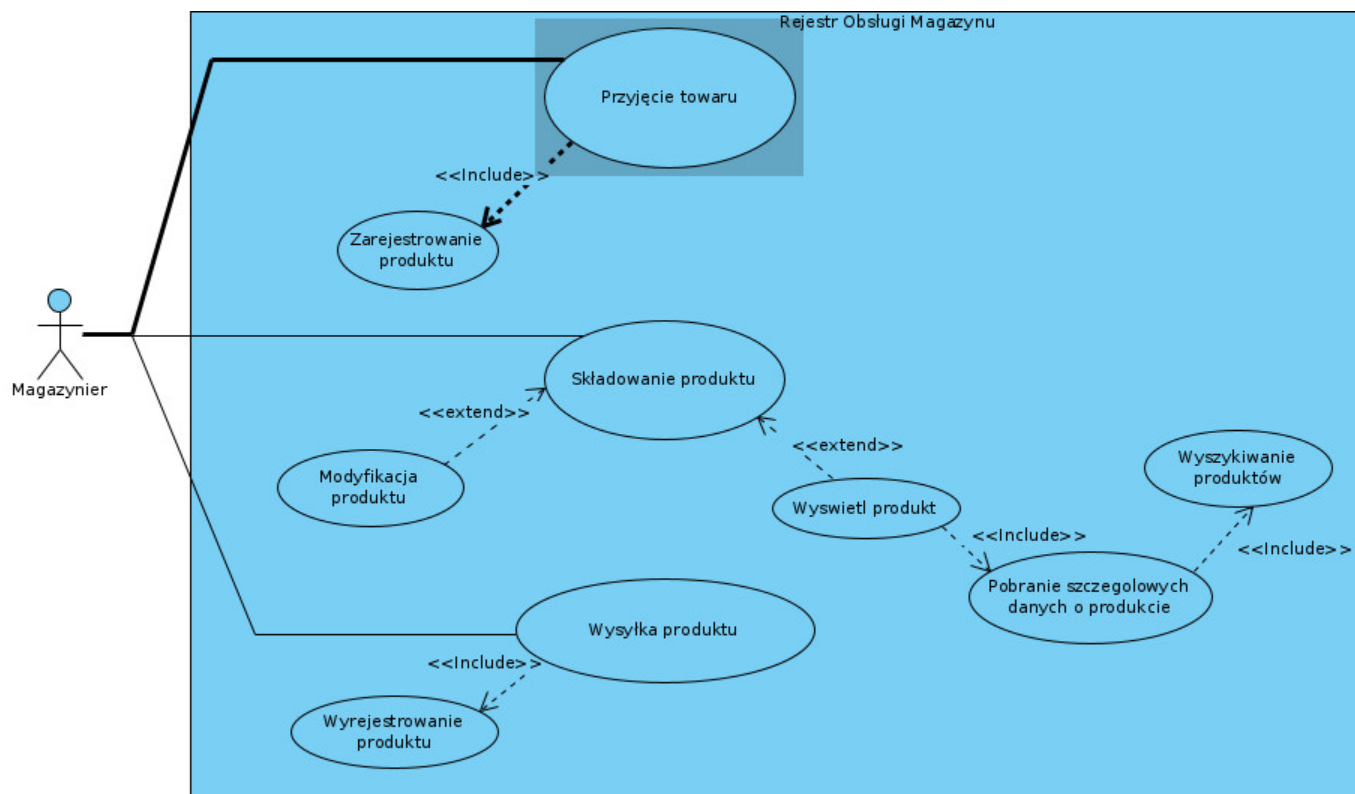 Rejestr Obsługi Magazynu
Przyjęcie towaru
<<Include>>
Zarejestrowanie
produktu
Magazynier
Składowanie produktu
<<extend>>
Modyfikacja
produktu
<<extend>>
Wyswietl produkt
Wyszykiwanie
produktów
<<Include>>
<<Include>>
Pobranie szczegolowych
danych o produkcie
Wysyłka produktu
<<Include>>
Wyrejestrowanie
produktu